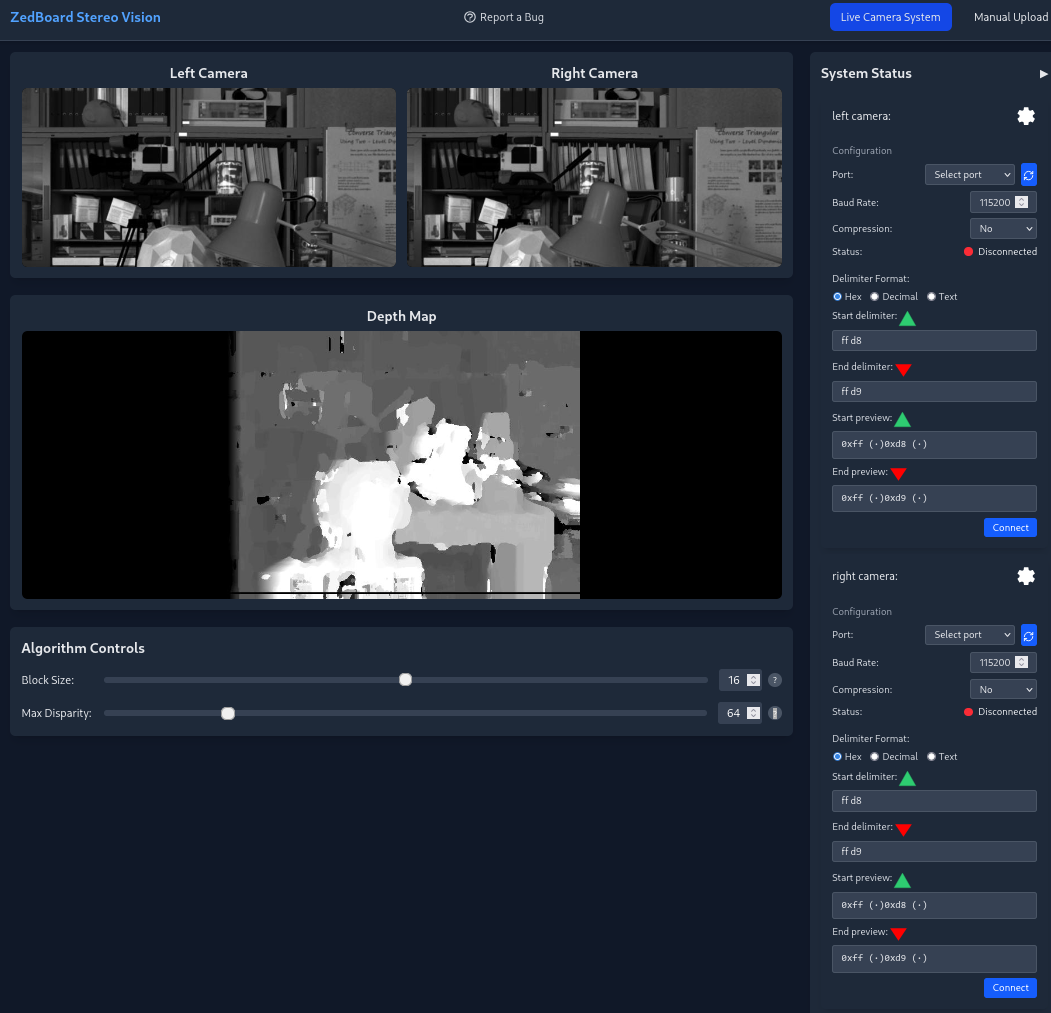 ZedBoard Stereo Vision
Report a Bug
Live Camera System
Manual Upload
Left Camera
Right Camera
Converse Triangular
Using Two - Level
Depth Map
Algorithm Controls
Block Size:
16
?
Max Disparity:
64
System Status
left camera:
Configuration
Port:
Select port
Baud Rate:
115200
Compression:
No
Status:
Disconnected
Delimiter Format:
Hex
Decimal
Text
Start delimiter:
ff d8
End delimiter:
ff d9
Start preview:
0xff (·)0xd8 (·)
End preview:
0xff (·)0xd9 (·)
Connect
right camera:
Configuration
Port:
Select port
Baud Rate:
115200
Compression:
No
Status:
Disconnected
Delimiter Format:
Hex
Decimal
Text
Start delimiter:
ff d8
End delimiter:
ff d9
Start preview:
0xff (·)0xd8 (·)
End preview:
0xff (·)0xd9 (·)
Connect